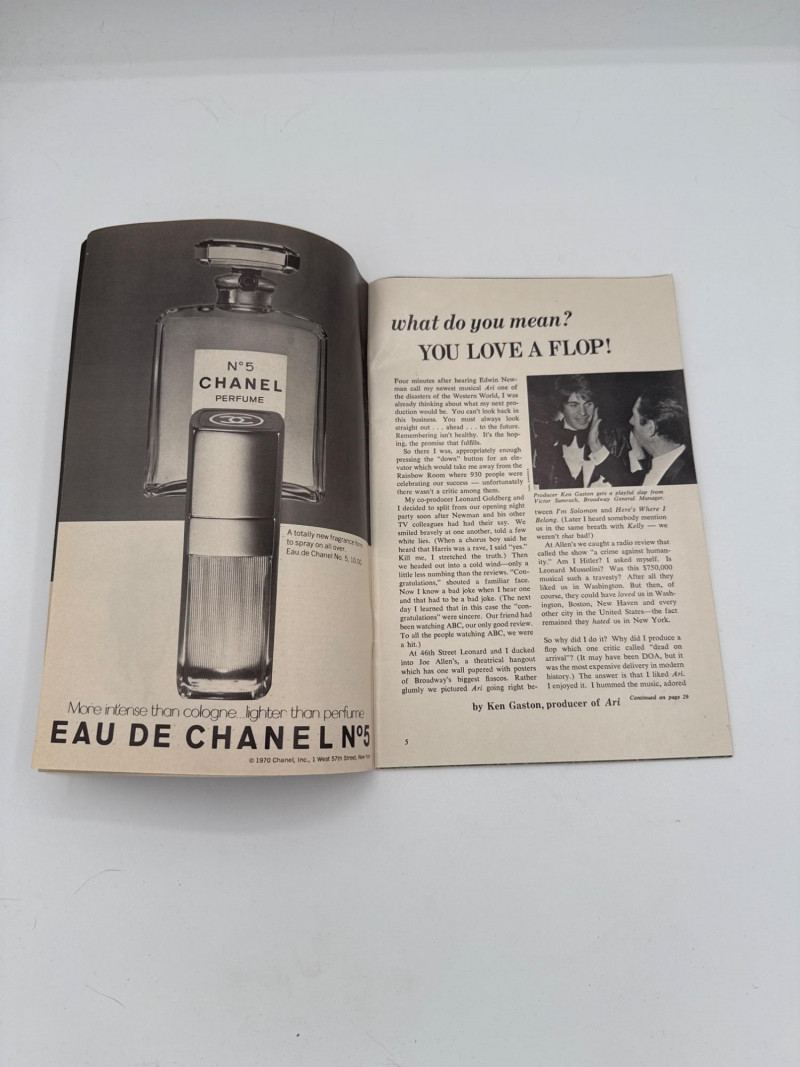 N°5
CHANEL
PERFUME
A totally new fragrance form
to spray on all over.
Eau de Chanel No. 5, 10.00
More intense than cologne...lighter than perfume
EAU DE CHANEL Nº5
© 1970 Chanel, Inc., 1 West 57th Street, New York
what do you mean?
YOU LOVE A FLOP!
Four minutes after hearing Edwin New-
man call my newest musical Ari one of
the disasters of the Western World, I was
already thinking about what my next pro-
duction would be. You can't look back in
this business. You must always look
straight out . . . ahead . . . to the future.
Remembering isn't healthy. It's the hop-
ing, the promise that fulfills.
So there I was, appropriately enough
pressing the "down" button for an ele-
vator which would take me away from the
Rainbow Room where 930 people were
celebrating our success — unfortunately
there wasn't a critic among them.
My co-producer Leonard Goldberg and
I decided to split from our opening night
party soon after Newman and his other
TV colleagues had had their say. We
smiled bravely at one another, told a few
white lies. (When a chorus boy said he
heard that Harris was a rave, I said "yes."
Kill me, I stretched the truth.) Then
we headed out into a cold wind—only a
little less numbing than the reviews. "Con-
gratulations," shouted a familiar face.
Now I know a bad joke when I hear one
and that had to be a bad joke. (The next
day I learned that in this case the "con-
gratulations" were sincere. Our friend had
been watching ABC, our only good review.
To all the people watching ABC, we were
a hit.)
At 46th Street Leonard and I ducked
into Joe Allen's, a theatrical hangout
which has one wall papered with posters
of Broadway's biggest fiascos. Rather
glumly we pictured Ari going right be-
Producer Ken Gaston gets a playful slap from
Victor Samrock, Broadway General Manager.
tween I'm Solomon and Here's Where I
Belong. (Later I heard somebody mention
us in the same breath with Kelly — we
weren't that bad!)
At Allen's we caught a radio review that
called the show "a crime against human-
ity." Am I Hitler? I asked myself. Is
Leonard Mussolini? Was this $750,000
musical such a travesty? After all they
liked us in Washington. But then, of
course, they could have loved us in Wash-
ington, Boston, New Haven and every
other city in the United States—the fact
remained they hated us in New York.
So why did I do it? Why did I produce a
flop which one critic called "dead on
arrival"? (It may have been DOA, but it
was the most expensive delivery in modern
history.) The answer is that I liked Ari.
I enjoyed it. I hummed the music, adored
Continued on page 29
by Ken Gaston, producer of Ari
5